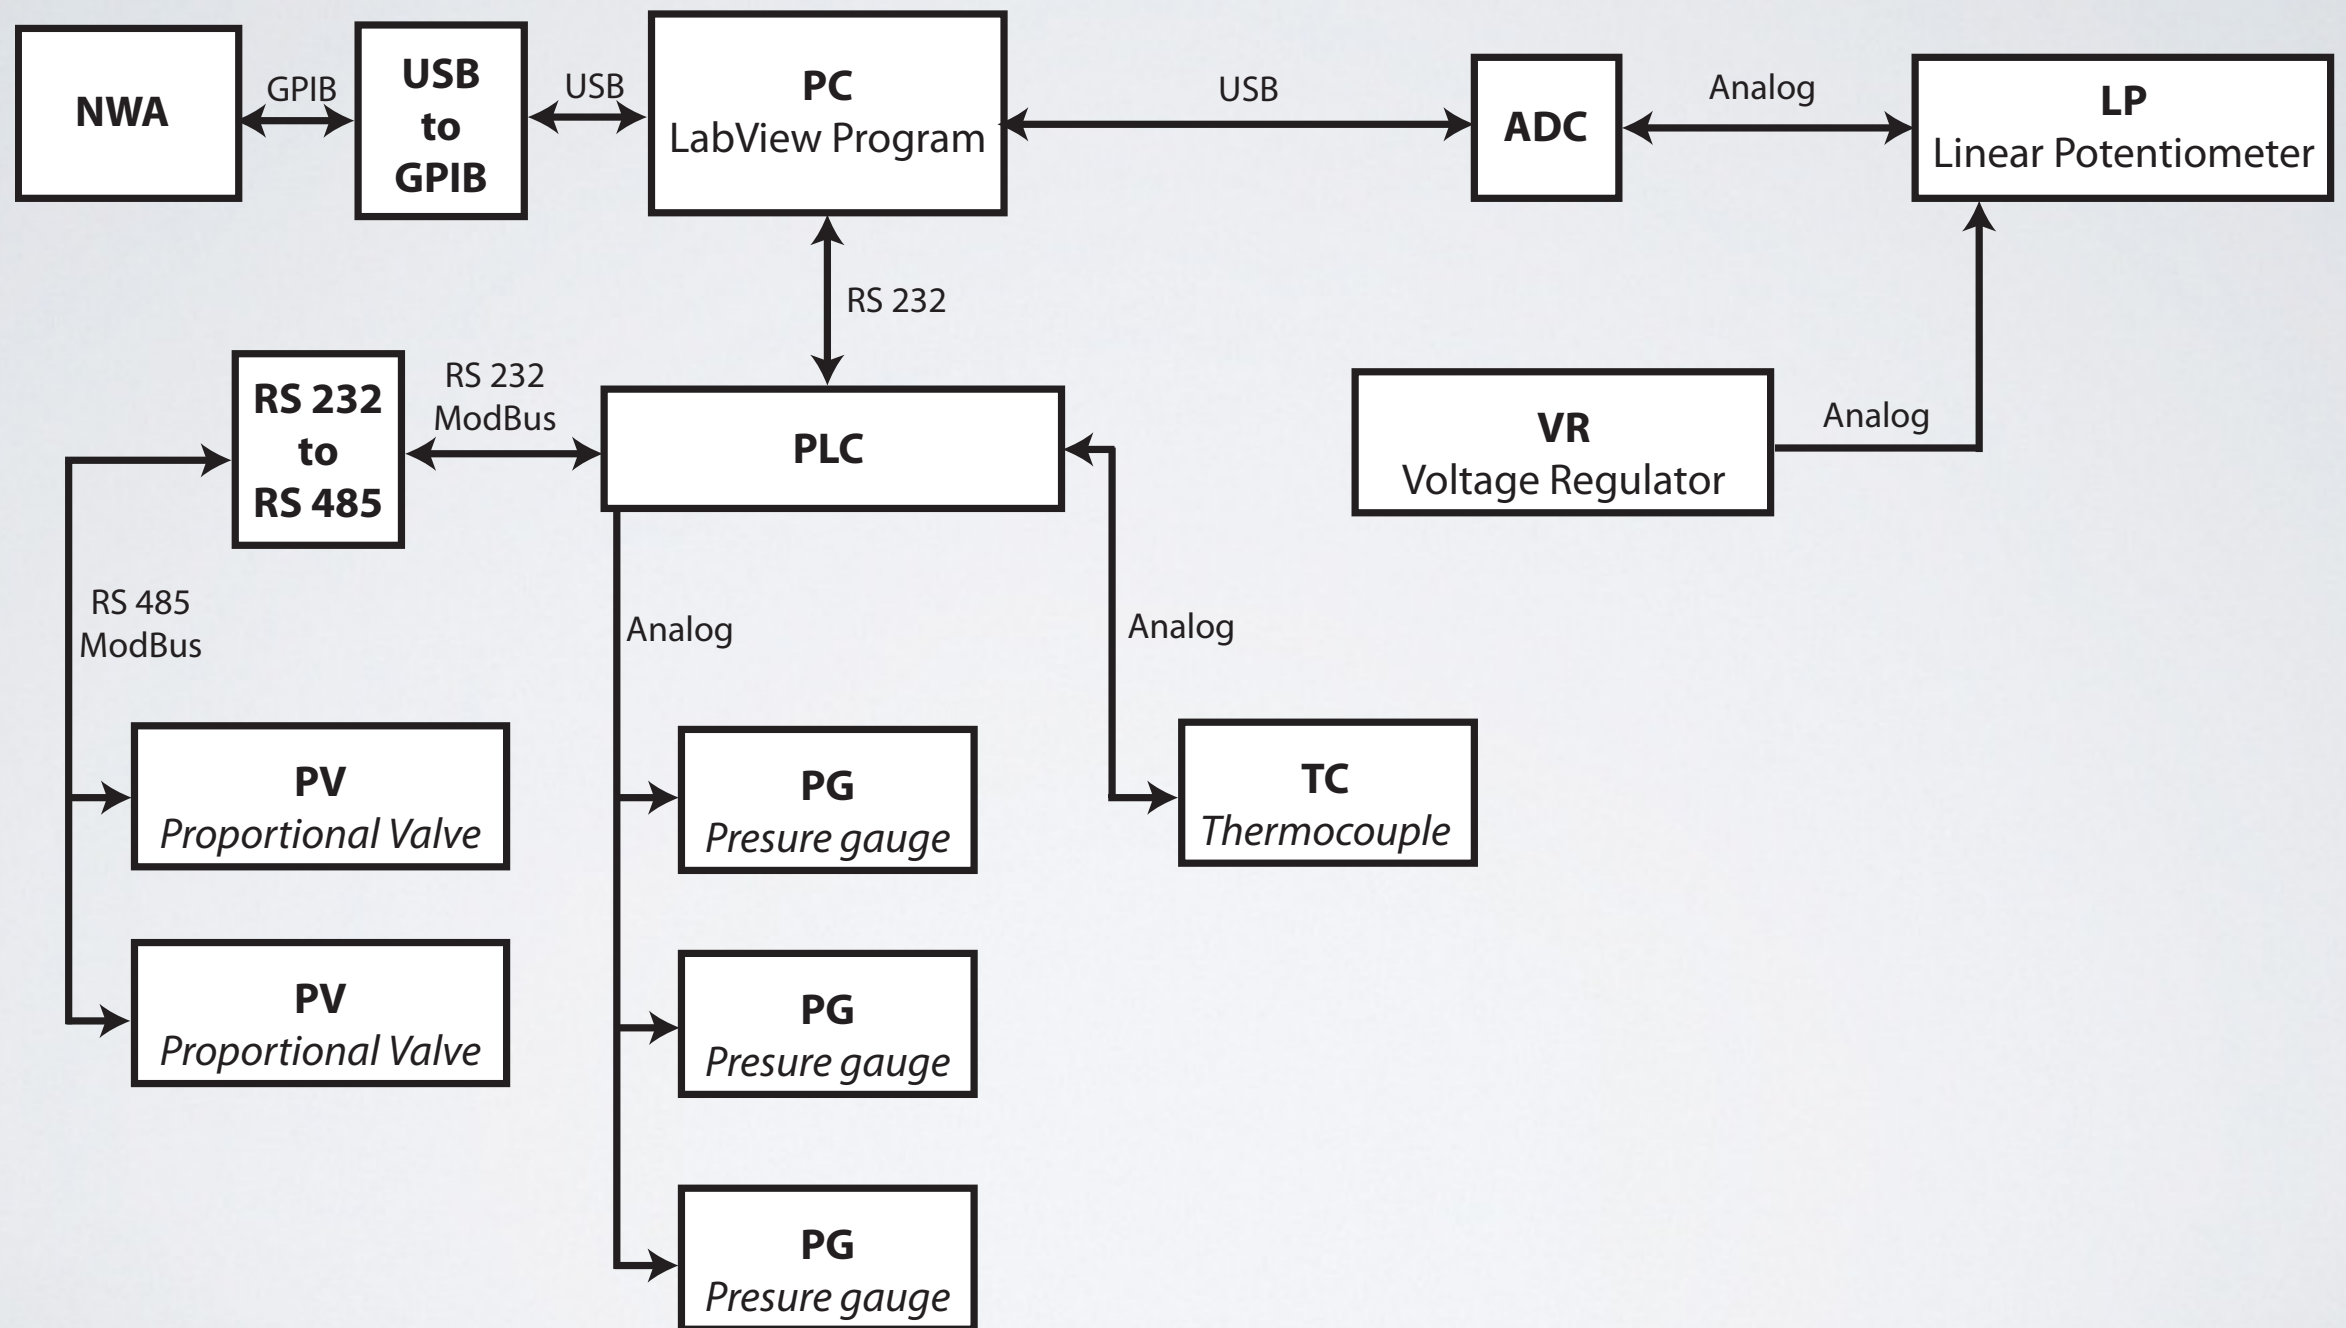 NWA
GPIB
USB
to
GPIB
USB
PC
LabView Program
USB
ADC
Analog
LP
Linear Potentiometer
RS 232
RS 232
to
RS 485
RS 232
ModBus
PLC
VR
Voltage Regulator
Analog
RS 485
ModBus
Analog
Analog
PV
Proportional Valve
PG
Presure gauge
TC
Thermocouple
PV
Proportional Valve
PG
Presure gauge
PG
Presure gauge